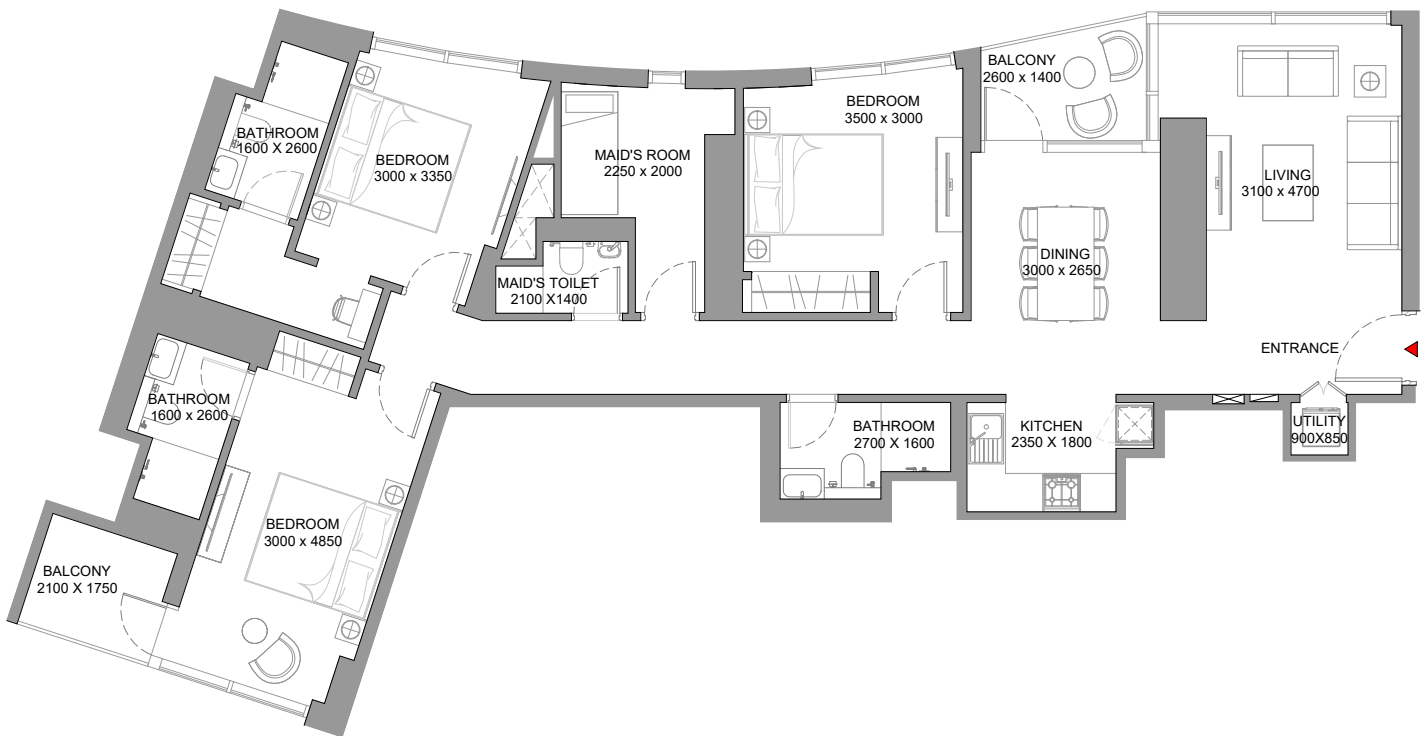 BALCONY
2600 x 1400
BEDROOM
3500 x 3000
BATHROOM
1600 X 2600
BEDROOM
3000 x 3350
MAID'S ROOM
2250 x 2000
LIVING
3100 x 4700
DINING
3000 x 2650
MAID'S TOILET
2100 X1400
ENTRANCE
BATHROOM
1600 X 2600
BATHROOM
2700 X 1600
KITCHEN
2350 X 1800
UTILITY
900X850
BEDROOM
3000 x 4850
BALCONY
2100 X 1750